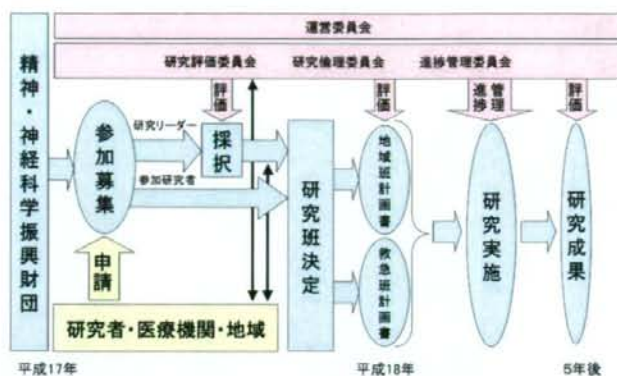 運営委員会
研究評価委員会
研究倫理委員会
進捗管理委員会
評価
評価
進捗管理
評価
精神・神経科学振興財団
参加募集
研究リーダー
採択
参加研究者
研究班決定
地域班計画書
救急班計画書
研究実施
研究成果
申請
研究者・医療機関・地域
平成17年
平成18年
5年後